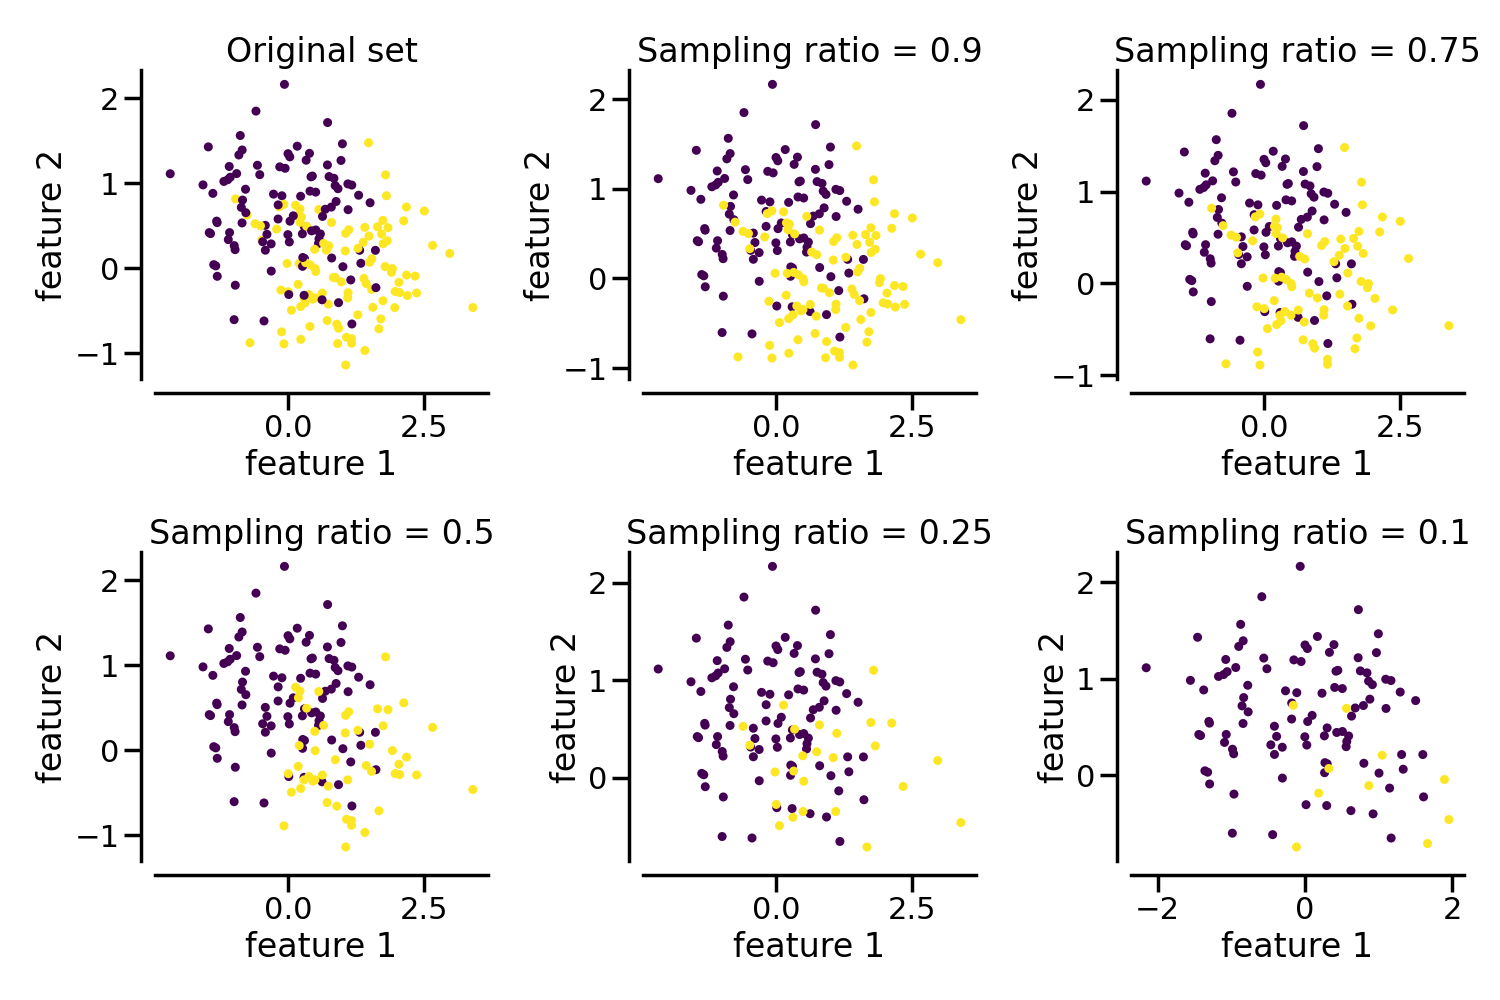 Original set
feature 2
2
1
0
−1
0.0 2.5
feature 1
Sampling ratio = 0.9
feature 2
2
1
0
−1
0.0 2.5
feature 1
Sampling ratio = 0.75
feature 2
2
1
0
−1
0.0 2.5
feature 1
Sampling ratio = 0.5
feature 2
2
1
0
−1
0.0 2.5
feature 1
Sampling ratio = 0.25
feature 2
2
1
0
0.0 2.5
feature 1
Sampling ratio = 0.1
feature 2
2
1
0
−2 0 2
feature 1